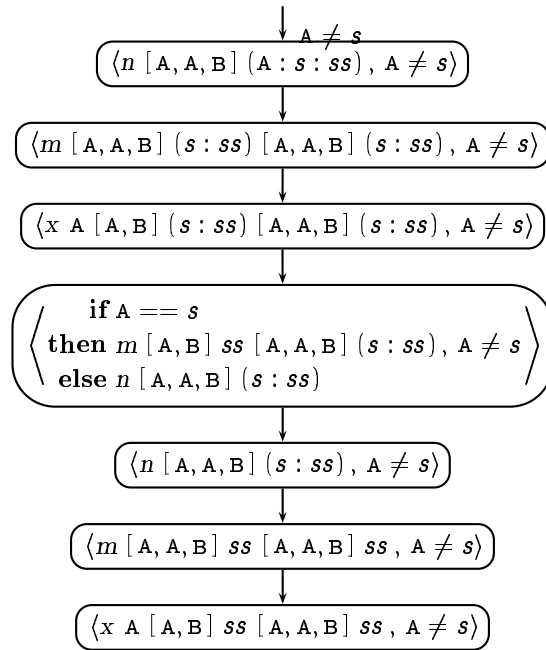 A ≠ s
⟨n [A, A, B] (A : s : ss), A ≠ s⟩
⟨m [A, A, B] (s : ss) [A, A, B] (s : ss), A ≠ s⟩
⟨x A [A, B] (s : ss) [A, A, B] (s : ss), A ≠ s⟩
if A == s
⟨then m [A, B] ss [A, A, B] (s : ss), A ≠ s⟩
else n [A, A, B] (s : ss)
⟨n [A, A, B] (s : ss), A ≠ s⟩
⟨m [A, A, B] ss [A, A, B] ss, A ≠ s⟩
⟨x A [A, B] ss [A, A, B] ss, A ≠ s⟩